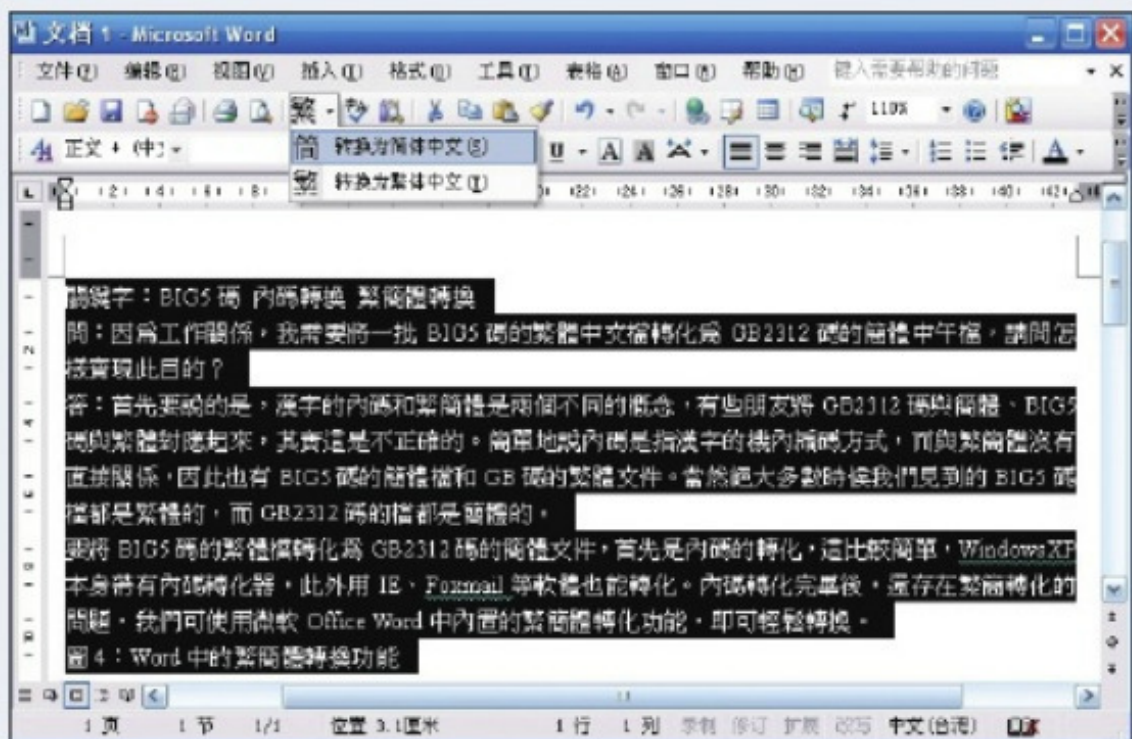 文档 1 - Microsoft Word
文件(F) 编辑(E) 视图(V) 插入(I) 格式(O) 工具(T) 表格(A) 窗口(W) 帮助(H) 键入需要帮助的问题
繁 110%
正文 + (中)
简 转换为简体中文(S)
繁 转换为繁体中文(T)
關鍵字：BIG5 碼 內碼轉換 繁簡體轉換
問：因爲工作關係，我需要將一批 BIG5 碼的繁體中文檔轉化爲 GB2312 碼的簡體中午檔，請問怎
樣實現此目的？
答：首先要說的是，漢字的內碼和繁簡體是兩個不同的概念，有些朋友將 GB2312 碼與簡體、BIG5
碼與繁體對應起來，其實這是不正確的。簡單地說內碼是指漢字的機內編碼方式，而與繁簡體沒有
直接關係，因此也有 BIG5 碼的簡體檔和 GB 碼的繁體文件。當然絕大多數時候我們見到的 BIG5 碼
檔都是繁體的，而 GB2312 碼的檔都是簡體的。
要將 BIG5 碼的繁體檔轉化爲 GB2312 碼的簡體文件，首先是內碼的轉化，這比較簡單，WindowsXP
本身帶有內碼轉化器，此外用 IE、Foxmail 等軟體也能轉化。內碼轉化完畢後，還存在繁簡轉化的
問題，我們可使用微軟 Office Word 中內置的繁簡體轉化功能，即可輕鬆轉換。
圖 4：Word 中的繁簡體轉換功能
1 页 1 节 1/1 位置 3.1厘米 1 行 1 列 录制 修订 扩展 改写 中文(台湾)